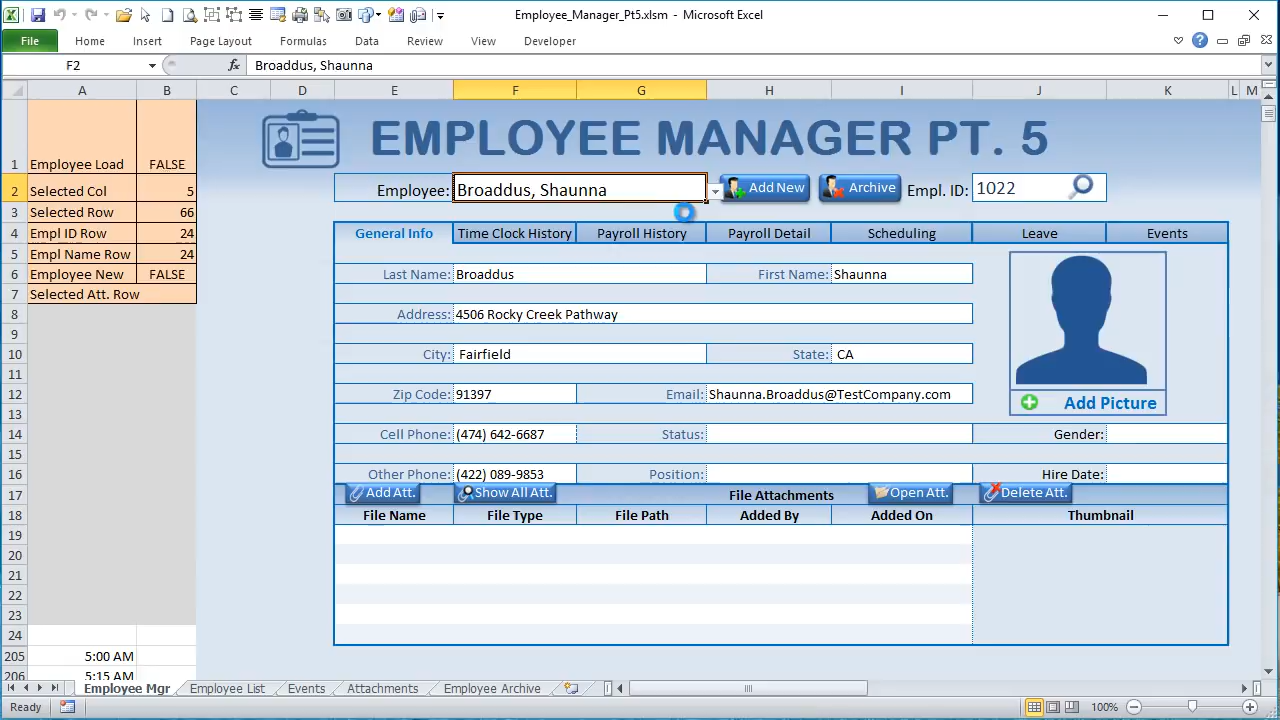 Employee_Manager_Pt5.xlsm - Microsoft Excel
File Home Insert Page Layout Formulas Data Review View Developer
F2 fx Broaddus, Shaunna
A B C D E F G H I J K L M
EMPLOYEE MANAGER PT. 5
1 Employee Load FALSE
2 Selected Col 5 Employee: Broaddus, Shaunna Add New Archive Empl. ID: 1022
3 Selected Row 66
4 Empl ID Row 24 General Info Time Clock History Payroll History Payroll Detail Scheduling Leave Events
5 Empl Name Row 24
6 Employee New FALSE Last Name: Broaddus First Name: Shaunna
7 Selected Att. Row
8 Address: 4506 Rocky Creek Pathway
9
10 City: Fairfield State: CA
11
12 Zip Code: 91397 Email: Shaunna.Broaddus@TestCompany.com Add Picture
13
14 Cell Phone: (474) 642-6687 Status: Gender:
15
16 Other Phone: (422) 089-9853 Position: Hire Date:
17 Add Att. Show All Att. File Attachments Open Att. Delete Att.
18 File Name File Type File Path Added By Added On Thumbnail
19
20
21
22
23
24
205 5:00 AM
206 5:15 AM
Employee Mgr Employee List Events Attachments Employee Archive
Ready 100%